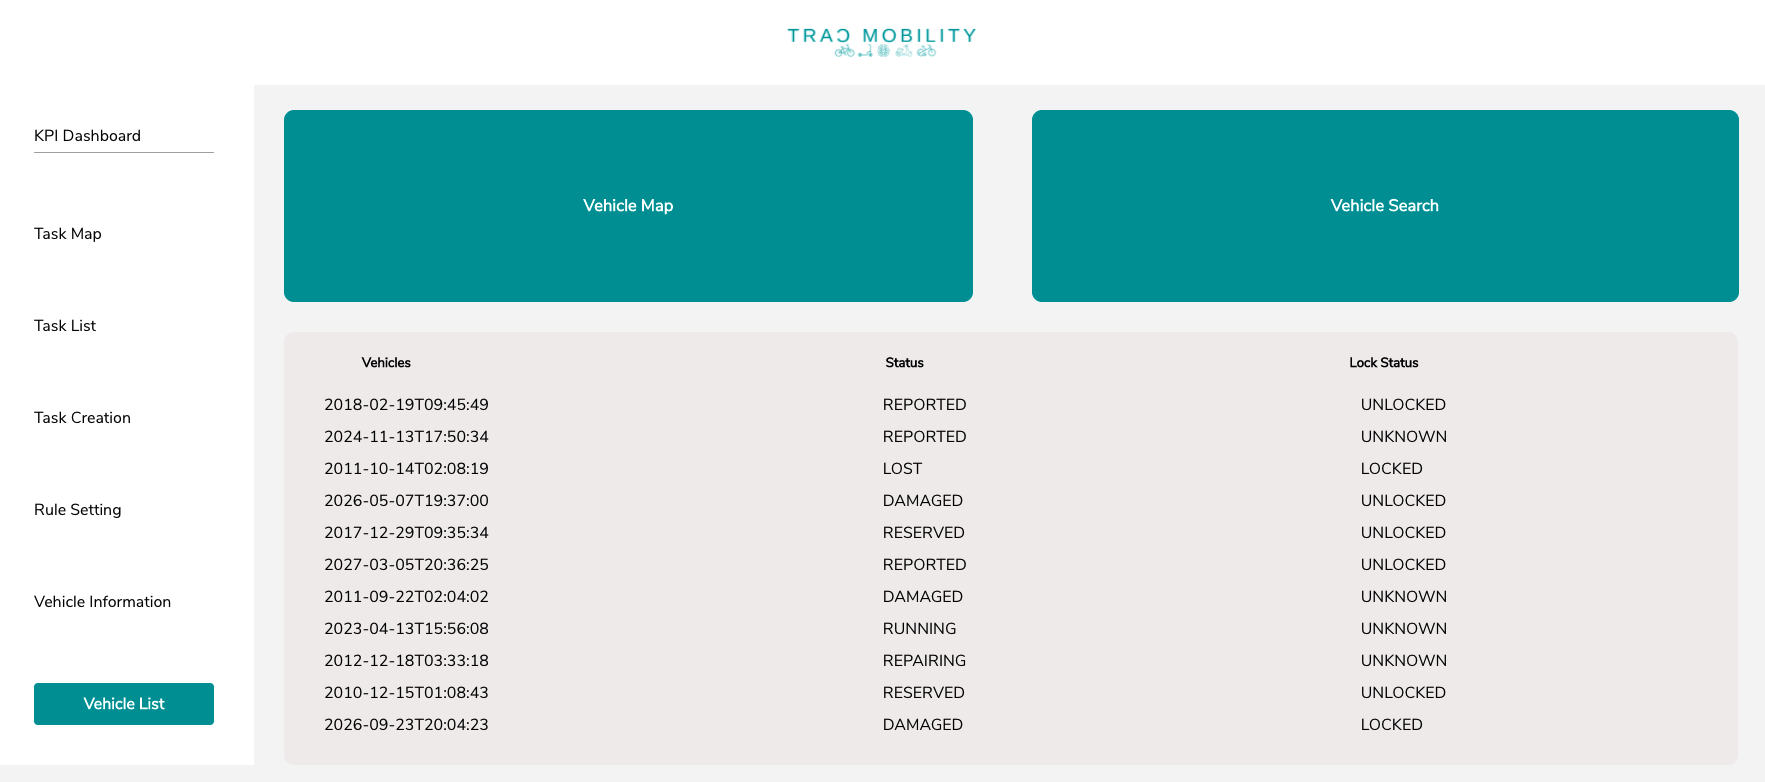 TRAC MOBILITY
KPI Dashboard
Task Map
Task List
Task Creation
Rule Setting
Vehicle Information
Vehicle List
Vehicle Map
Vehicle Search
Vehicles Status Lock Status
2018-02-19T09:45:49 REPORTED UNLOCKED
2024-11-13T17:50:34 REPORTED UNKNOWN
2011-10-14T02:08:19 LOST LOCKED
2026-05-07T19:37:00 DAMAGED UNLOCKED
2017-12-29T09:35:34 RESERVED UNLOCKED
2027-03-05T20:36:25 REPORTED UNLOCKED
2011-09-22T02:04:02 DAMAGED UNKNOWN
2023-04-13T15:56:08 RUNNING UNKNOWN
2012-12-18T03:33:18 REPAIRING UNKNOWN
2010-12-15T01:08:43 RESERVED UNLOCKED
2026-09-23T20:04:23 DAMAGED LOCKED